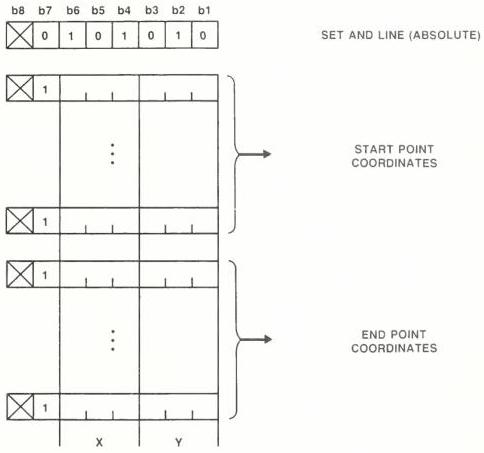 b8 b7 b6 b5 b4 b3 b2 b1
0 1 0 1 0 1 0 SET AND LINE (ABSOLUTE)
1
START POINT
COORDINATES
1
1
END POINT
COORDINATES
1
X Y